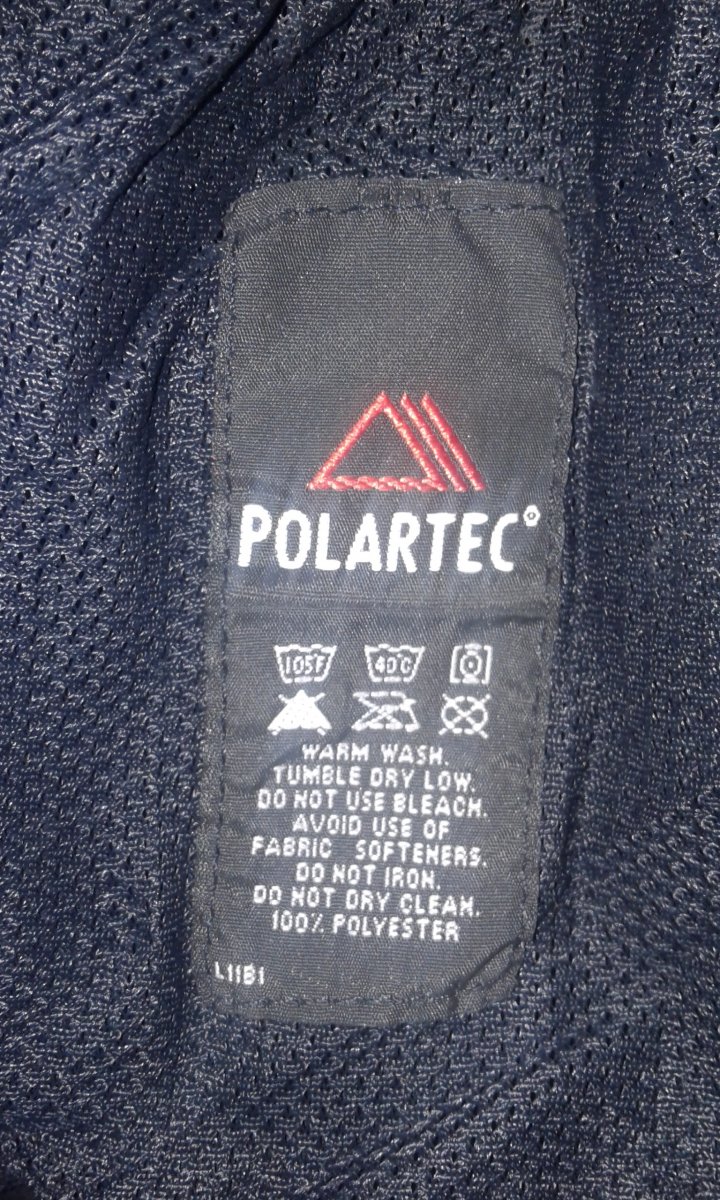 POLARTEC®
105F 40°C
WARM WASH.
TUMBLE DRY LOW.
DO NOT USE BLEACH.
AVOID USE OF
FABRIC SOFTENERS.
DO NOT IRON.
DO NOT DRY CLEAN.
100% POLYESTER
L11B1